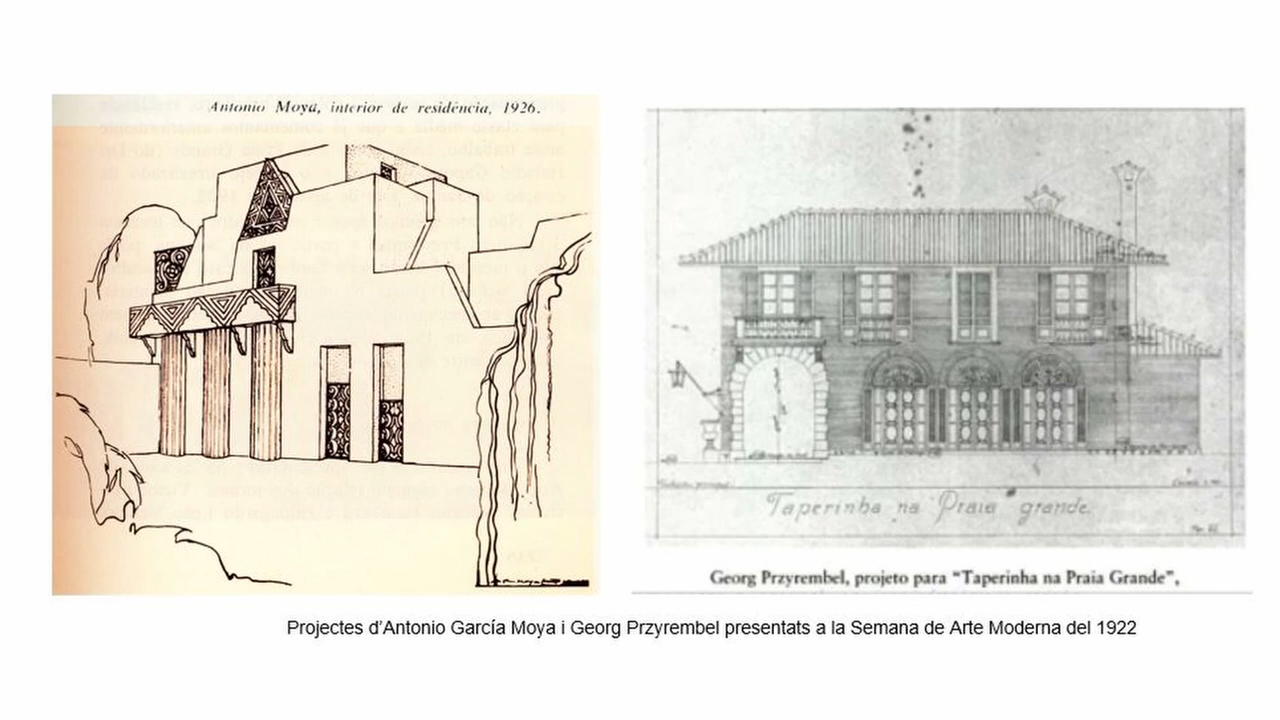 Antonio Moya, interior de residência, 1926.
Taperinha na Praia grande
Georg Przyrembel, projeto para "Taperinha na Praia Grande",
Projectes d'Antonio García Moya i Georg Przyrembel presentats a la Semana de Arte Moderna del 1922